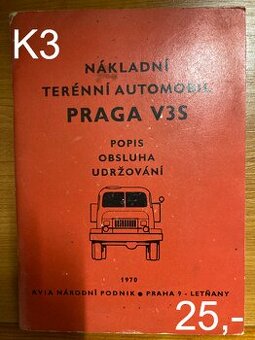 K3
NÁKLADNÍ
TERÉNNÍ AUTOMOBIL
PRAGA V3S
POPIS
OBSLUHA
UDRŽOVÁNÍ
1970
AVIA NÁRODNÍ PODNIK ● PRAHA 9 - LETŇANY
25,-